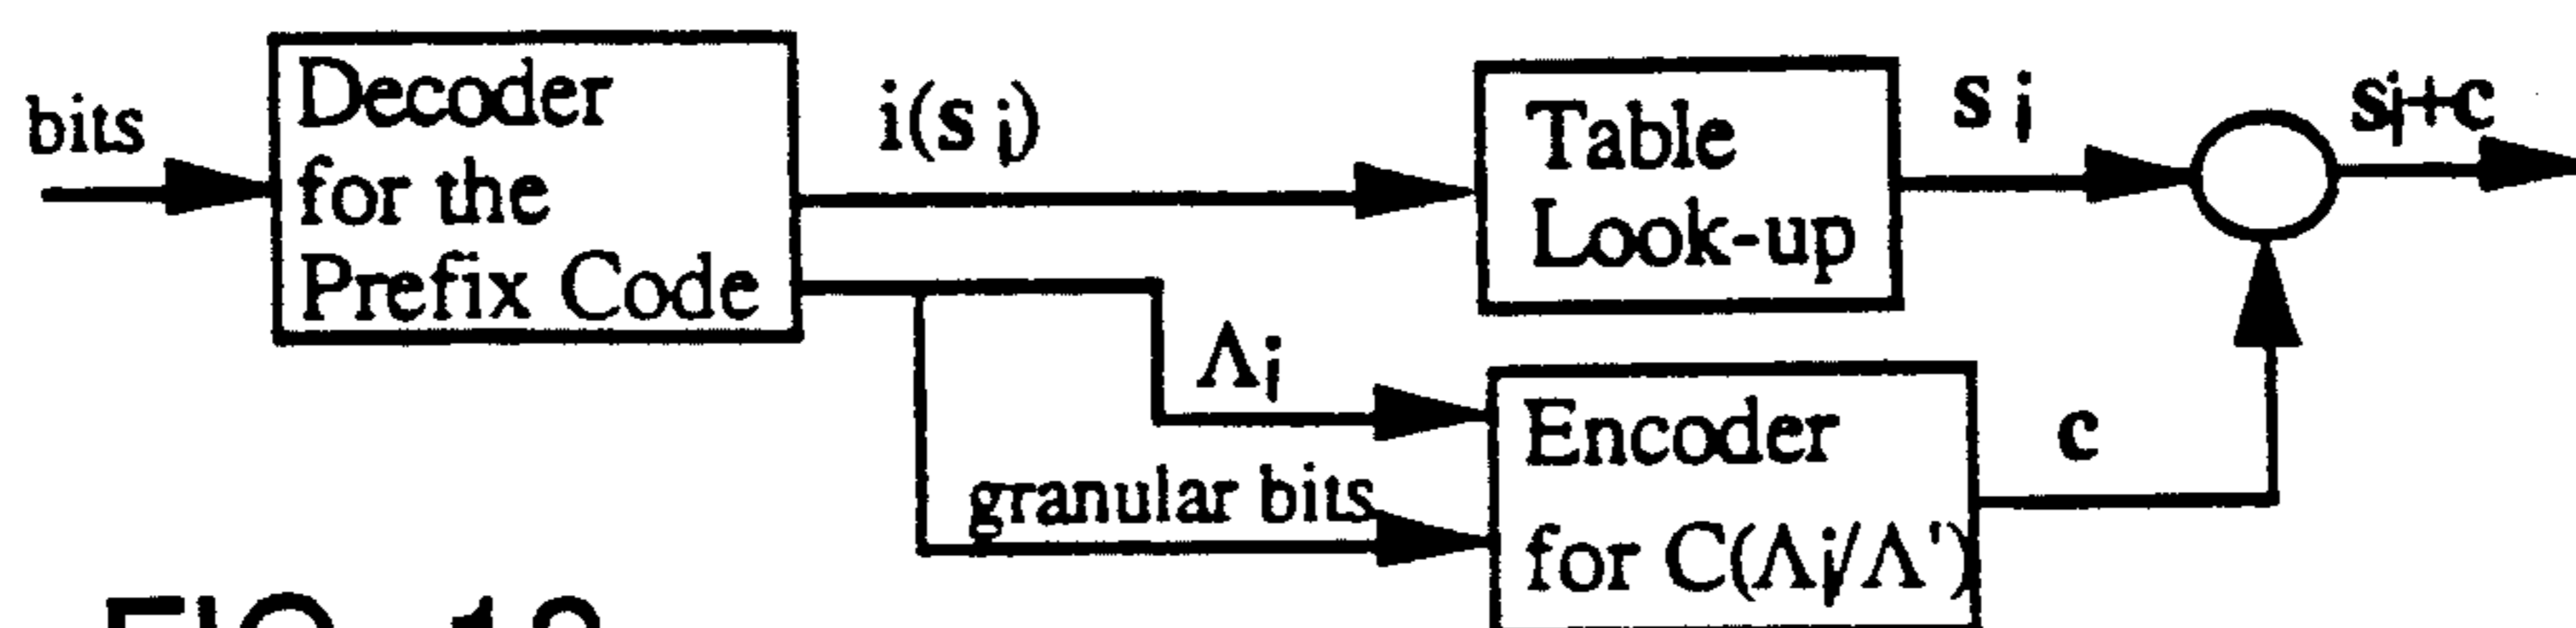 bits
Decoder
for the
Prefix Code
i(s i)
Table
Look-up
s i
si+c
Λi
granular bits
Encoder
for C(Λi/Λ')
c